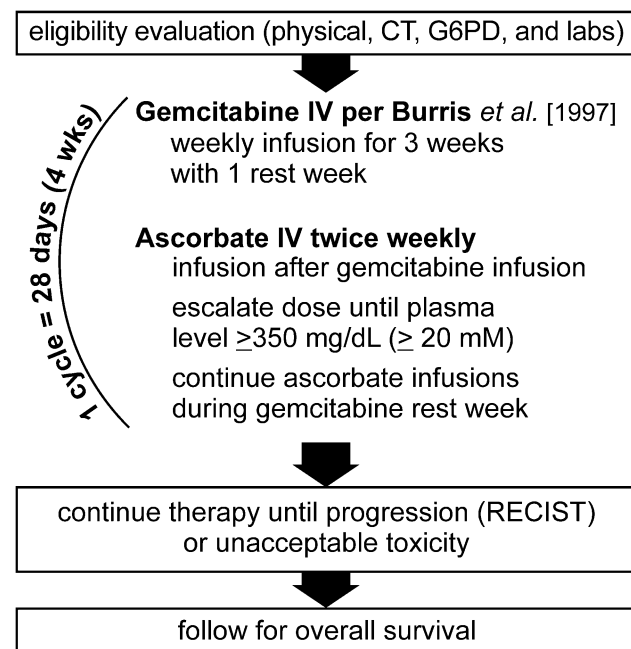 eligibility evaluation (physical, CT, G6PD, and labs)
1 cycle = 28 days (4 wks)
Gemcitabine IV per Burris et al. [1997]
weekly infusion for 3 weeks
with 1 rest week
Ascorbate IV twice weekly
infusion after gemcitabine infusion
escalate dose until plasma
level ≥350 mg/dL (≥ 20 mM)
continue ascorbate infusions
during gemcitabine rest week
continue therapy until progression (RECIST)
or unacceptable toxicity
follow for overall survival